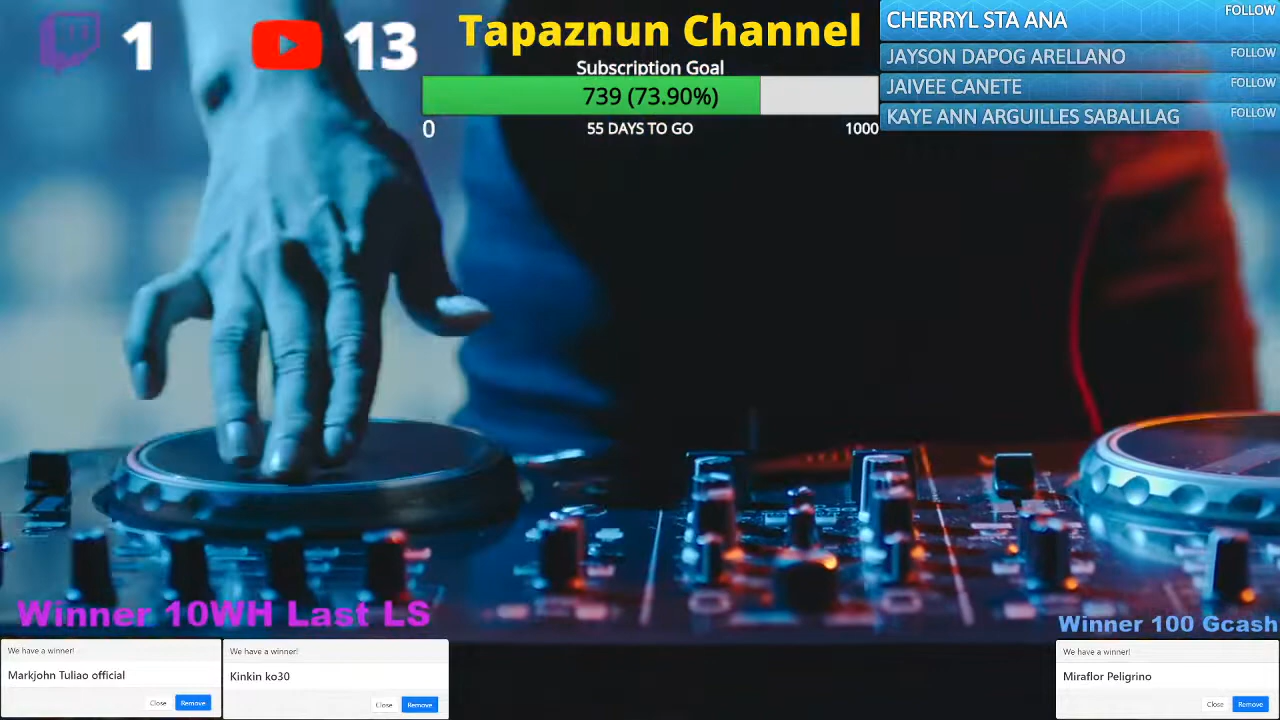 1
13
Tapaznun Channel
Subscription Goal
739 (73.90%)
0
55 DAYS TO GO
1000
CHERRYL STA ANA
FOLLOW
JAYSON DAPOG ARELLANO
FOLLOW
JAIVEE CANETE
FOLLOW
KAYE ANN ARGUILLES SABALILAG
FOLLOW
Winner 10WH Last LS
We have a winner!
Markjohn Tuliao official
Close
Remove
We have a winner!
Kinkin ko30
Close
Remove
Winner 100 Gcash
We have a winner!
Miraflor Peligrino
Close
Remove